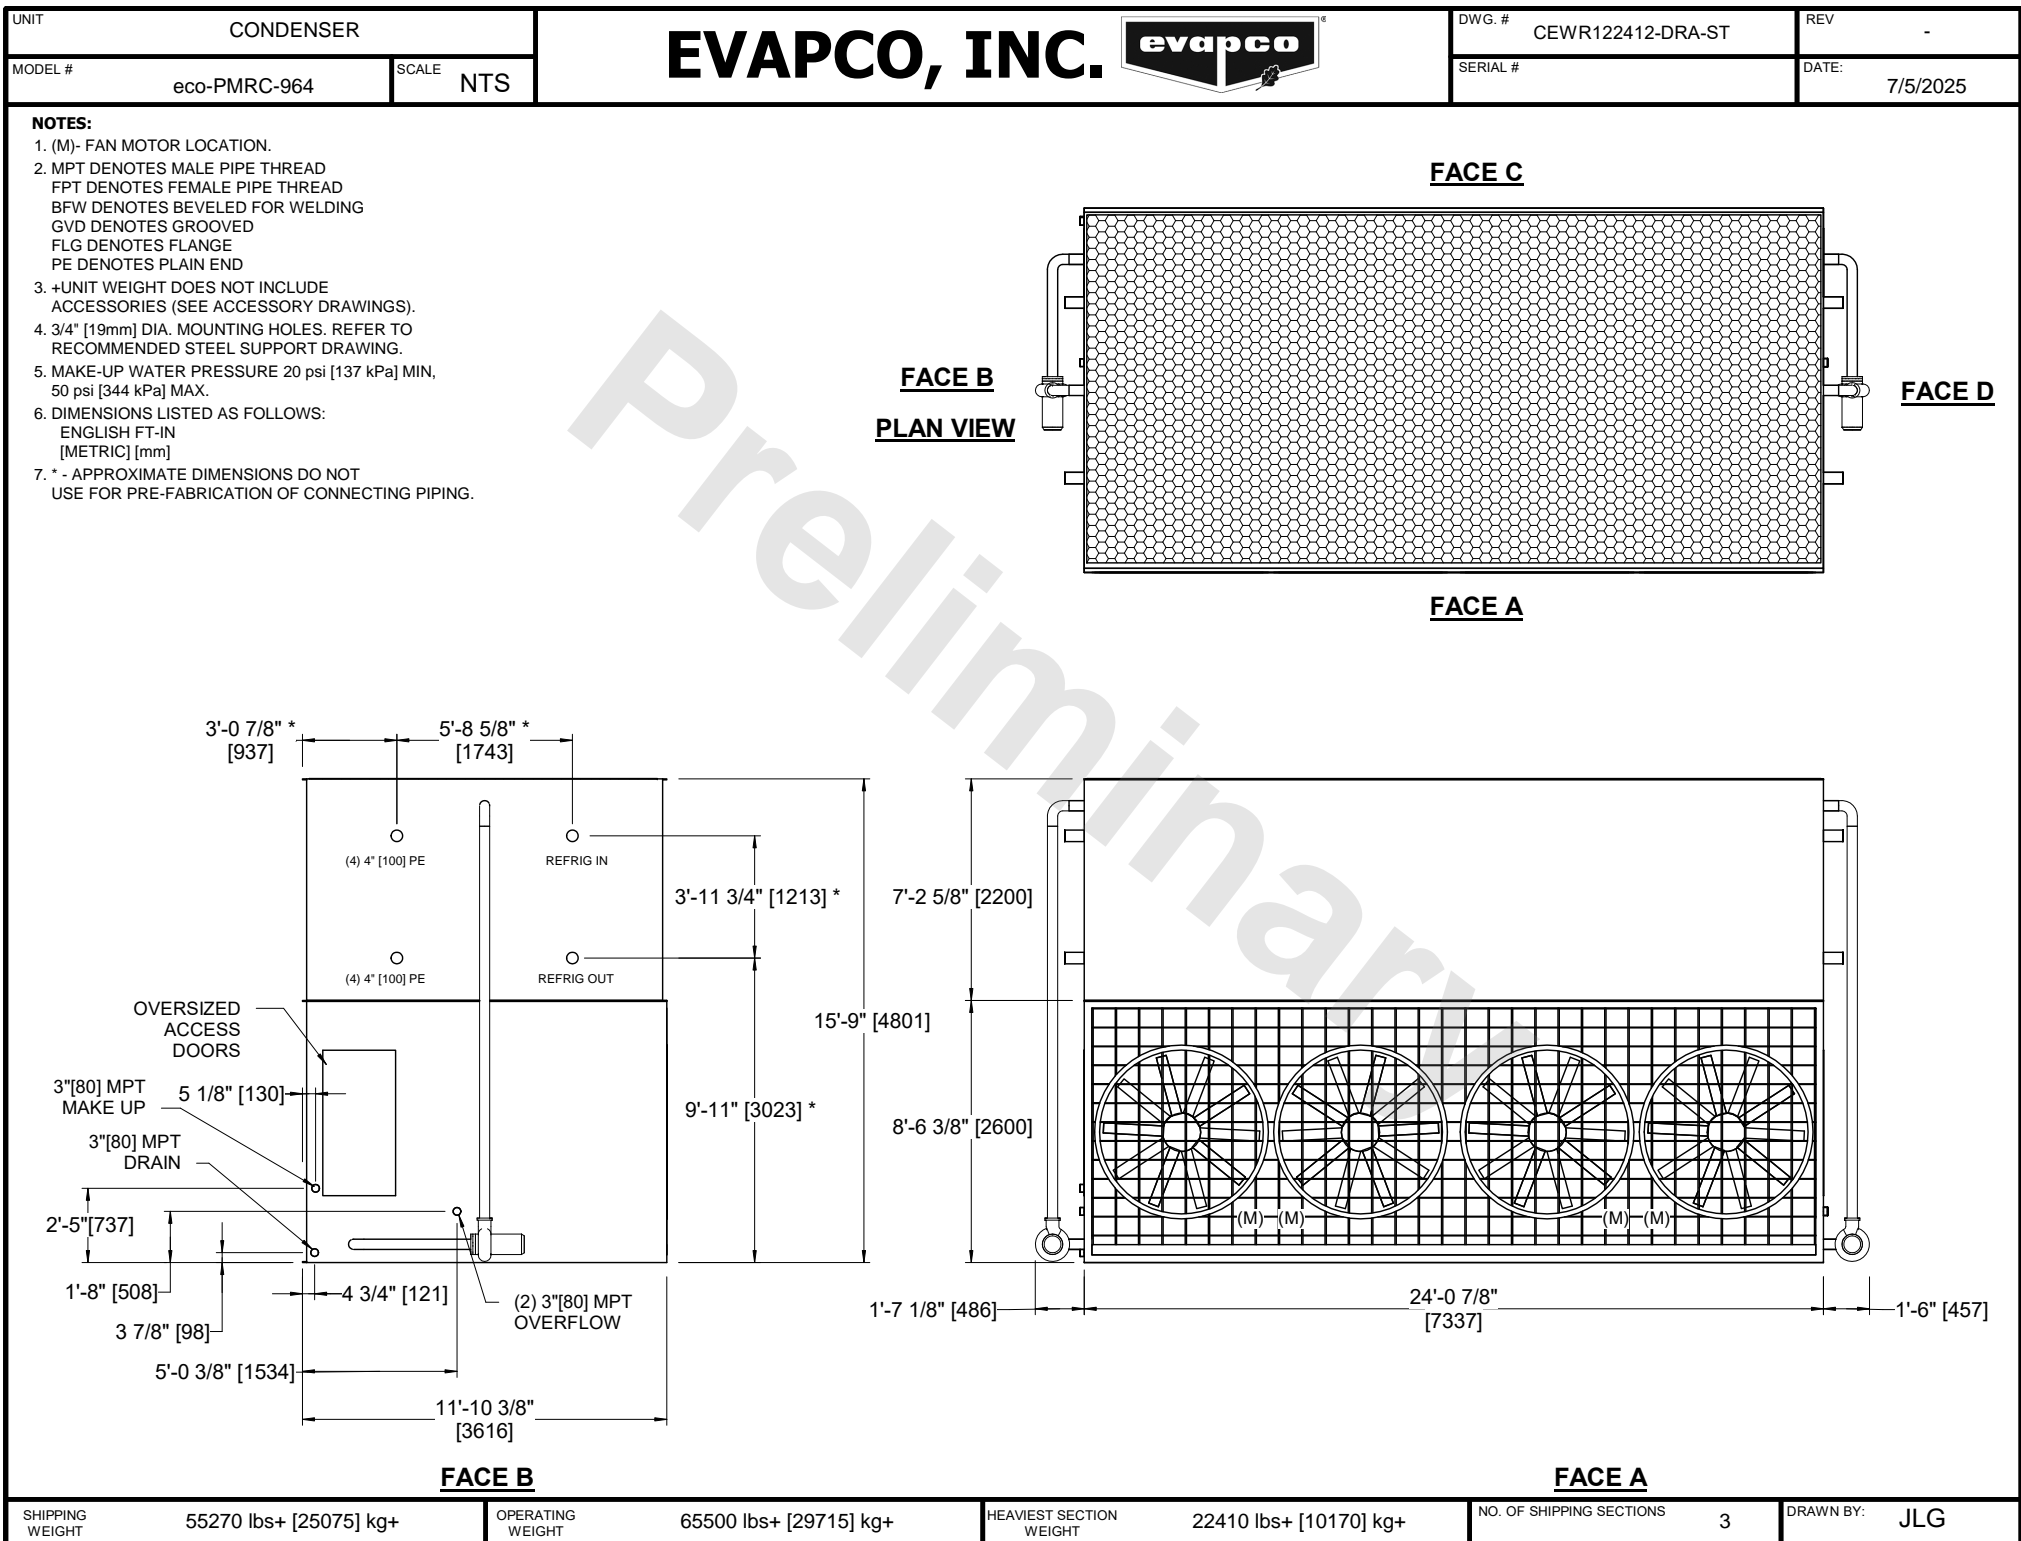 UNIT
CONDENSER
MODEL #
eco-PMRC-964
SCALE
NTS
EVAPCO, INC.
evapco
®
DWG. #
CEWR122412-DRA-ST
REV
-
SERIAL #
DATE:
7/5/2025
NOTES:
1. (M)- FAN MOTOR LOCATION.
2. MPT DENOTES MALE PIPE THREAD
FPT DENOTES FEMALE PIPE THREAD
BFW DENOTES BEVELED FOR WELDING
GVD DENOTES GROOVED
FLG DENOTES FLANGE
PE DENOTES PLAIN END
3. +UNIT WEIGHT DOES NOT INCLUDE
ACCESSORIES (SEE ACCESSORY DRAWINGS).
4. 3/4" [19mm] DIA. MOUNTING HOLES. REFER TO
RECOMMENDED STEEL SUPPORT DRAWING.
5. MAKE-UP WATER PRESSURE 20 psi [137 kPa] MIN,
50 psi [344 kPa] MAX.
6. DIMENSIONS LISTED AS FOLLOWS:
ENGLISH FT-IN
[METRIC] [mm]
7. * - APPROXIMATE DIMENSIONS DO NOT
USE FOR PRE-FABRICATION OF CONNECTING PIPING.
Preliminary
FACE C
FACE B
PLAN VIEW
FACE D
FACE A
3'-0 7/8" *
[937]
5'-8 5/8" *
[1743]
(4) 4" [100] PE
REFRIG IN
3'-11 3/4" [1213] *
(4) 4" [100] PE
REFRIG OUT
OVERSIZED
ACCESS
DOORS
15'-9" [4801]
3"[80] MPT
MAKE UP
5 1/8" [130]
9'-11" [3023] *
3"[80] MPT
DRAIN
2'-5"[737]
1'-8" [508]
4 3/4" [121]
(2) 3"[80] MPT
OVERFLOW
3 7/8" [98]
5'-0 3/8" [1534]
11'-10 3/8"
[3616]
FACE B
7'-2 5/8" [2200]
8'-6 3/8" [2600]
(M) (M) (M) (M)
1'-7 1/8" [486]
24'-0 7/8"
[7337]
1'-6" [457]
FACE A
SHIPPING
WEIGHT
55270 lbs+ [25075] kg+
OPERATING
WEIGHT
65500 lbs+ [29715] kg+
HEAVIEST SECTION
WEIGHT
22410 lbs+ [10170] kg+
NO. OF SHIPPING SECTIONS
3
DRAWN BY:
JLG